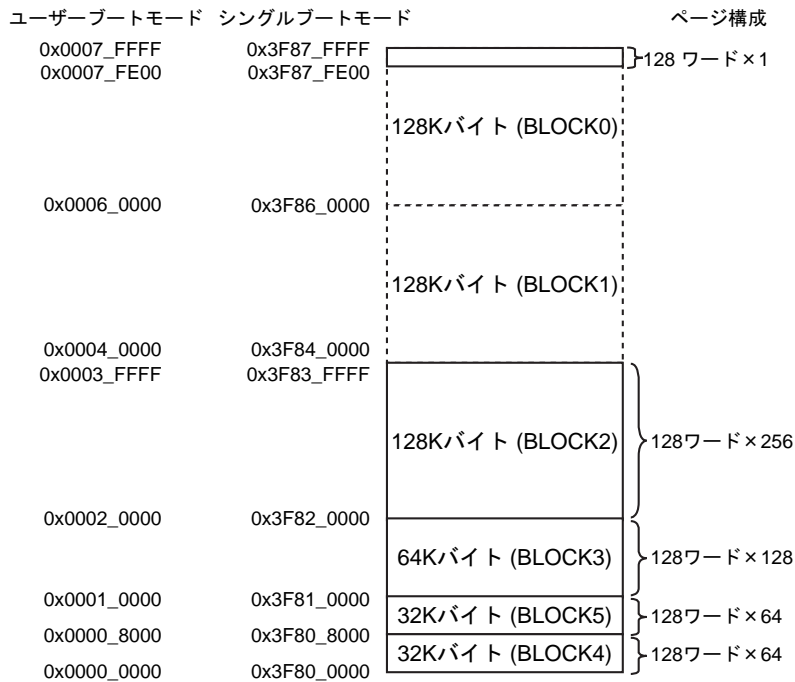 ユーザーブートモード シングルブートモード ページ構成
0x0007_FFFF 0x3F87_FFFF
128 ワード×1
0x0007_FE00 0x3F87_FE00
128Kバイト (BLOCK0)
0x0006_0000 0x3F86_0000
128Kバイト (BLOCK1)
0x0004_0000 0x3F84_0000
0x0003_FFFF 0x3F83_FFFF
128Kバイト (BLOCK2) 128ワード×256
0x0002_0000 0x3F82_0000
64Kバイト (BLOCK3) 128ワード×128
0x0001_0000 0x3F81_0000
32Kバイト (BLOCK5) 128ワード×64
0x0000_8000 0x3F80_8000
32Kバイト (BLOCK4) 128ワード×64
0x0000_0000 0x3F80_0000